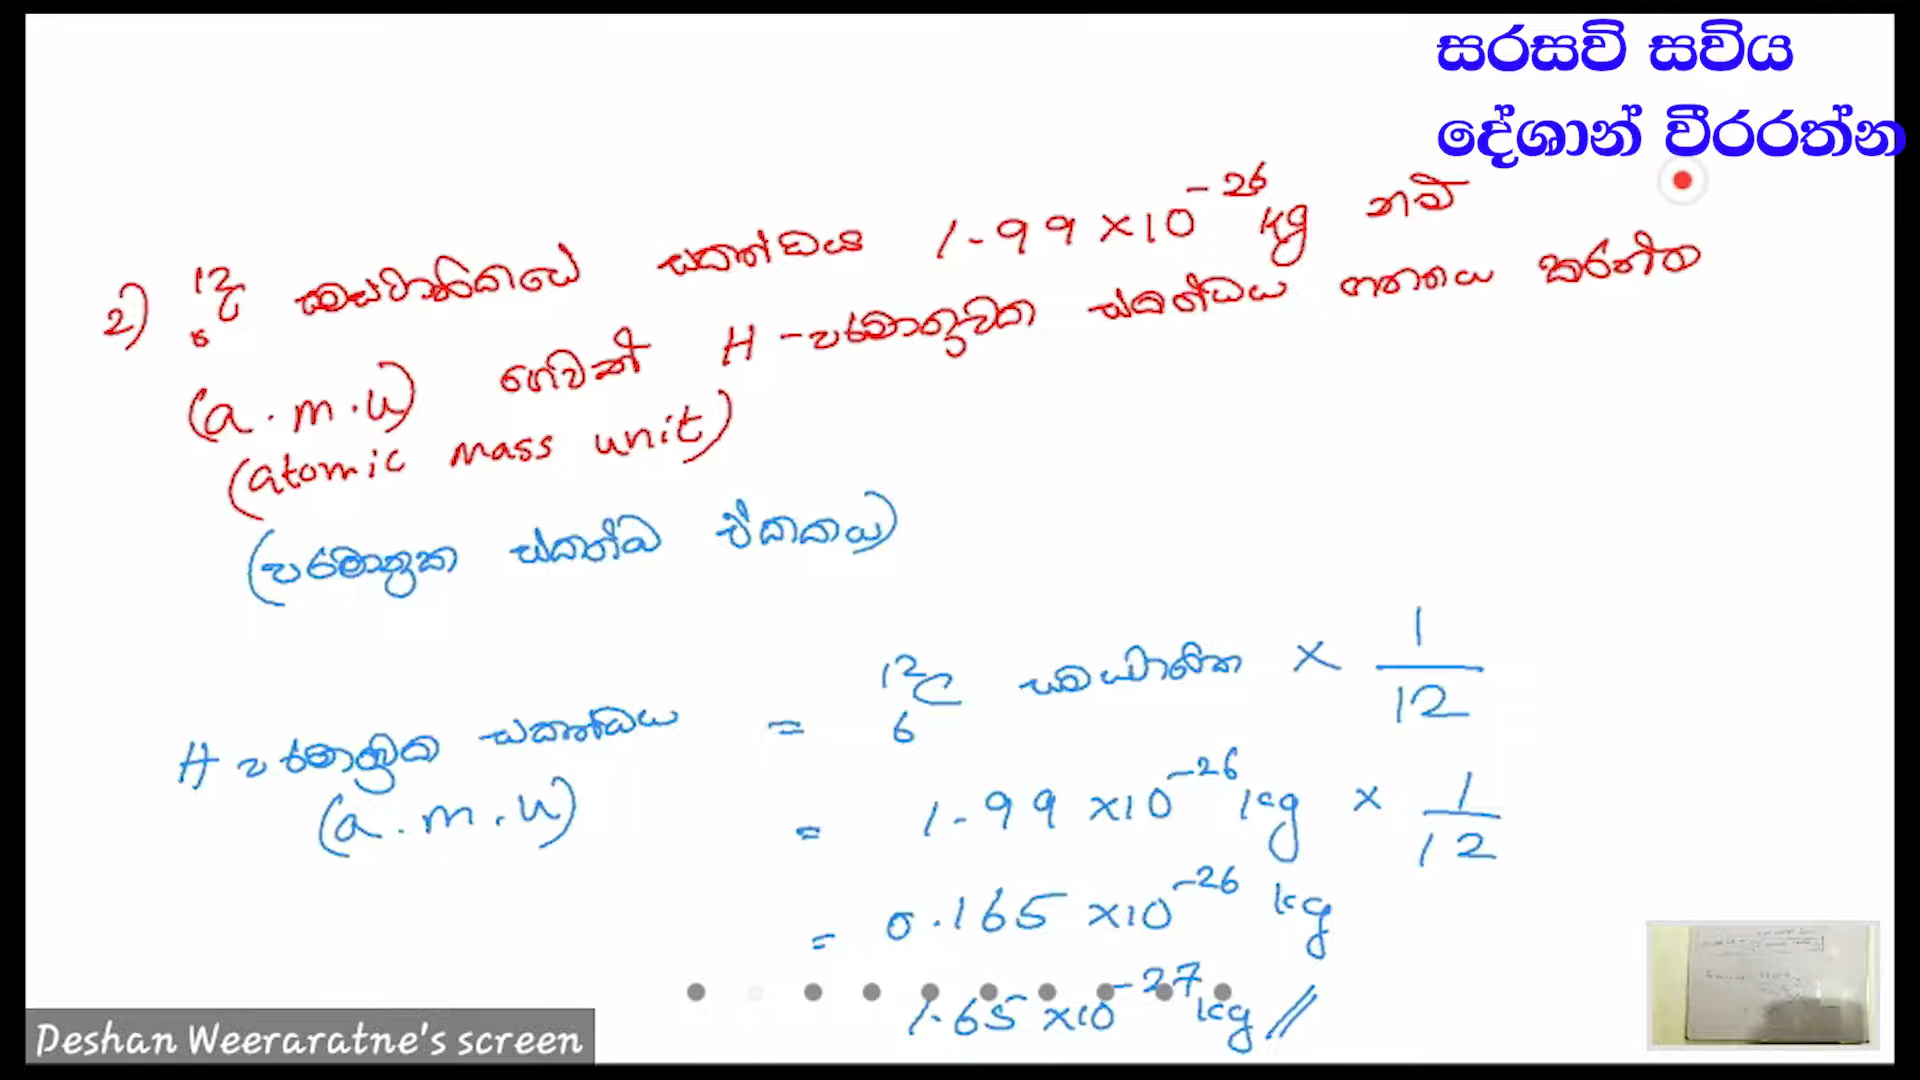 සරසවි සවිය
දේශාන් වීරරත්න
2) ¹²₆C සමස්ථානිකයේ ස්කන්ධය 1.99 × 10⁻²⁶ kg නම්
(a.m.u) හෙවත් H - පරමාණුවක ස්කන්ධය ගණනය කරන්න
(atomic mass unit)
(පරමාණුක ස්කන්ධ ඒකකය)
H පරමාණුවක ස්කන්ධය = ¹²₆C සමස්ථානික × 1/12
(a.m.u)
= 1.99 × 10⁻²⁶ kg × 1/12
= 0.165 × 10⁻²⁶ kg
1.65 × 10⁻²⁷ kg //
Deshan Weeraratne's screen